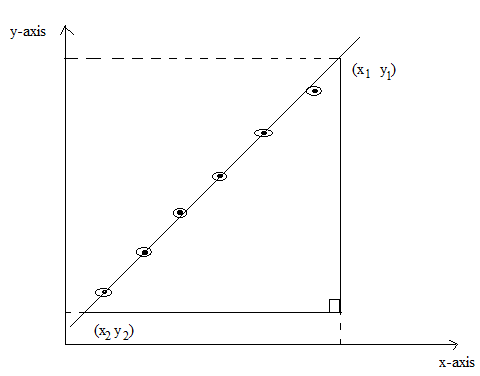 y-axis
(x1 y1)
(x2 y2)
x-axis